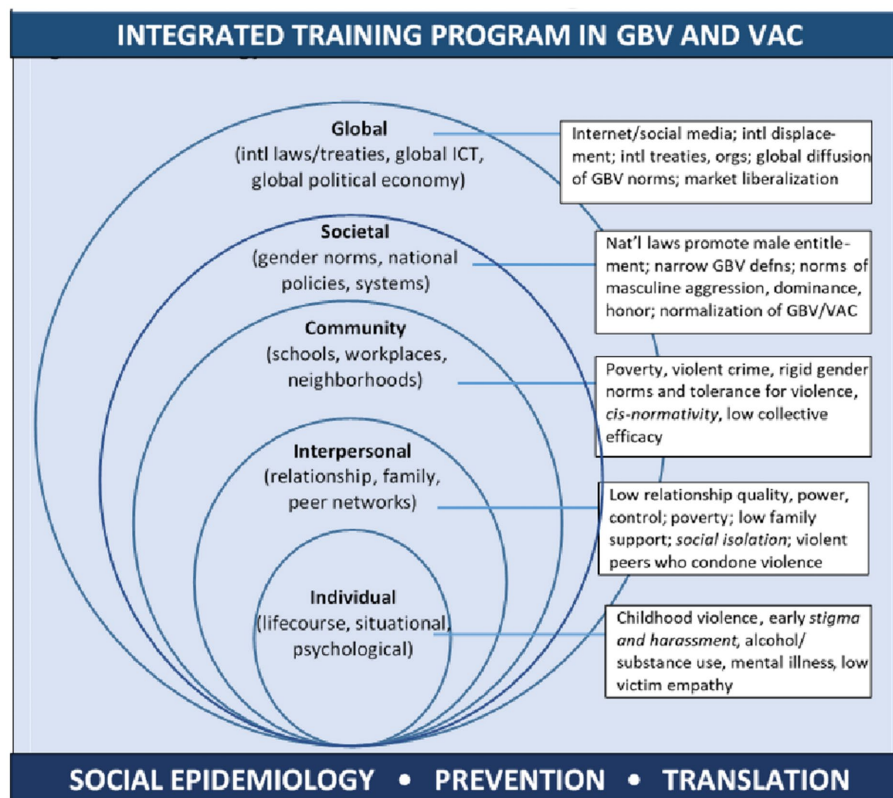 INTEGRATED TRAINING PROGRAM IN GBV AND VAC
Global
(intl laws/treaties, global ICT,
global political economy)
Internet/social media; intl displace-
ment; intl treaties, orgs; global diffusion
of GBV norms; market liberalization
Societal
(gender norms, national
policies, systems)
Nat'l laws promote male entitle-
ment; narrow GBV defns; norms of
masculine aggression, dominance,
honor; normalization of GBV/VAC
Community
(schools, workplaces,
neighborhoods)
Poverty, violent crime, rigid gender
norms and tolerance for violence,
cis-normativity, low collective
efficacy
Interpersonal
(relationship, family,
peer networks)
Low relationship quality, power,
control; poverty; low family
support; social isolation; violent
peers who condone violence
Individual
(lifecourse, situational,
psychological)
Childhood violence, early stigma
and harassment, alcohol/
substance use, mental illness, low
victim empathy
SOCIAL EPIDEMIOLOGY • PREVENTION • TRANSLATION